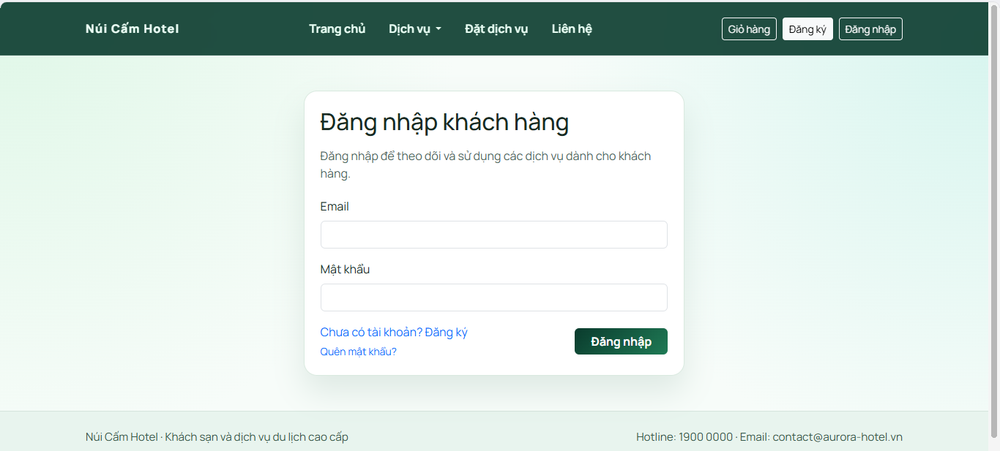 Núi Cấm Hotel
Trang chủ
Dịch vụ
Đặt dịch vụ
Liên hệ
Giỏ hàng
Đăng ký
Đăng nhập
Đăng nhập khách hàng
Đăng nhập để theo dõi và sử dụng các dịch vụ dành cho khách
hàng.
Email
Mật khẩu
Chưa có tài khoản? Đăng ký
Quên mật khẩu?
Đăng nhập
Núi Cấm Hotel · Khách sạn và dịch vụ du lịch cao cấp
Hotline: 1900 0000 · Email: contact@aurora-hotel.vn